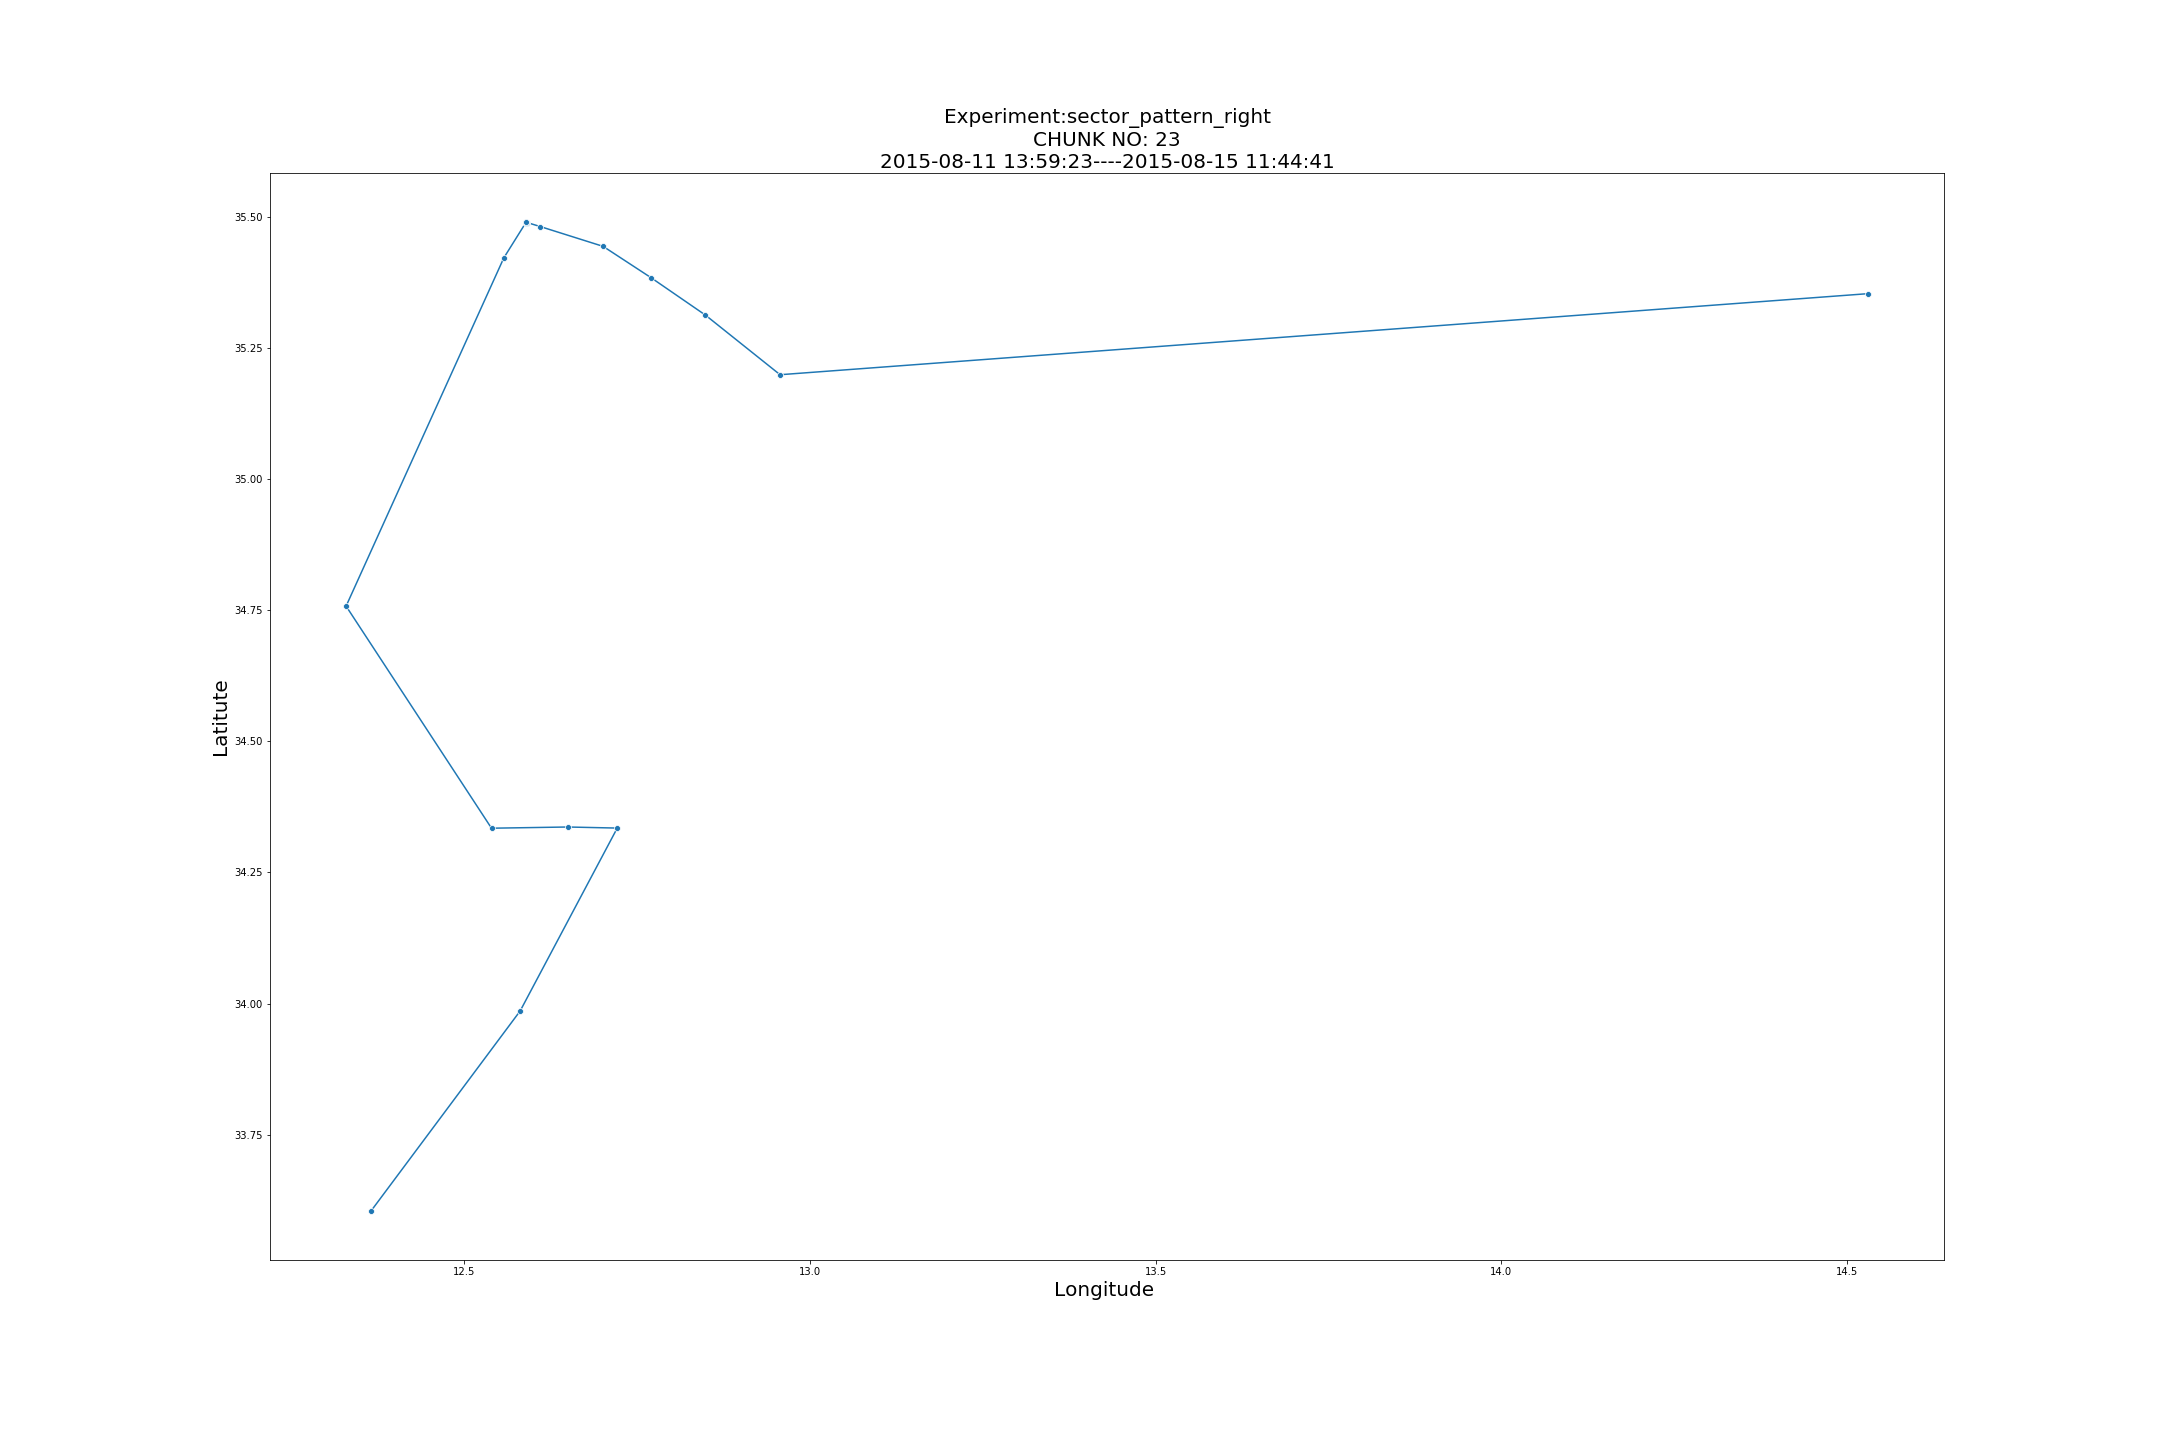 Experiment:sector_pattern_right
CHUNK NO: 23
2015-08-11 13:59:23----2015-08-15 11:44:41
35.50
35.25
35.00
34.75
34.50
34.25
34.00
33.75
Latitute
12.5 13.0 13.5 14.0 14.5
Longitude